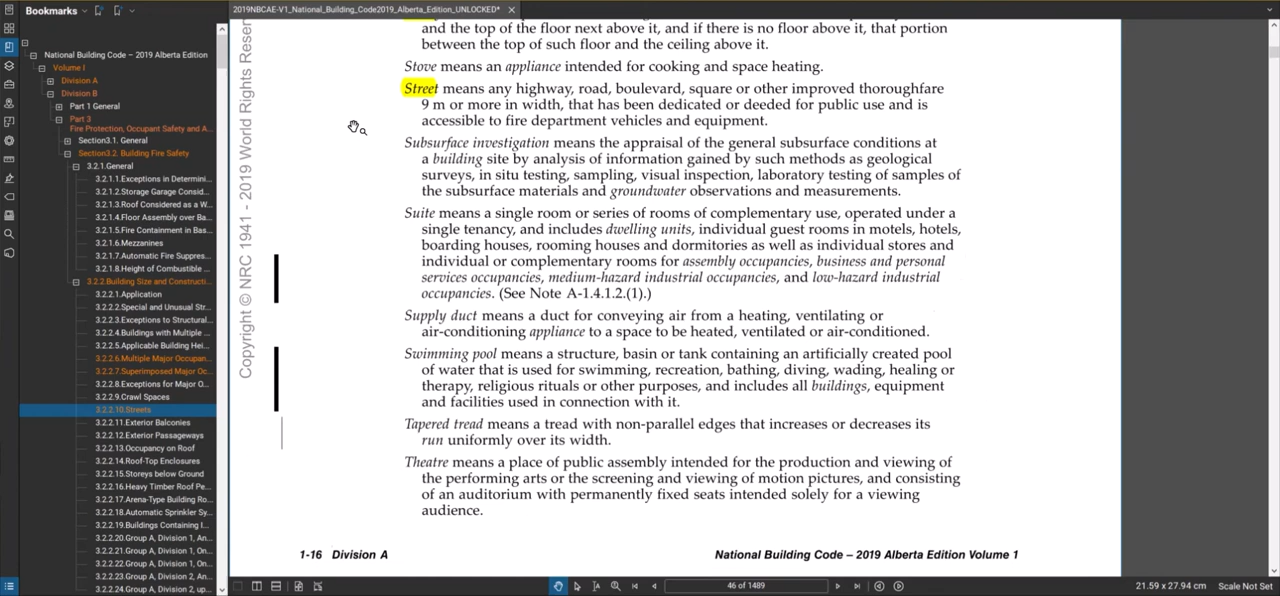 Bookmarks
2019NBCAE-V1_National_Building_Code2019_Alberta_Edition_UNLOCKED*
National Building Code – 2019 Alberta Edition
Volume I
Division A
Division B
Part 1 General
Part 3
Fire Protection, Occupant Safety and A...
Section3.1. General
Section3.2. Building Fire Safety
3.2.1.General
3.2.1.1.Exceptions in Determini...
3.2.1.2.Storage Garage Consid...
3.2.1.3.Roof Considered as a W...
3.2.1.4.Floor Assembly over Ba...
3.2.1.5.Fire Containment in Bas...
3.2.1.6.Mezzanines
3.2.1.7.Automatic Fire Suppres...
3.2.1.8.Height of Combustible ...
3.2.2.Building Size and Constructi...
3.2.2.1.Application
3.2.2.2.Special and Unusual Str...
3.2.2.3.Exceptions to Structural...
3.2.2.4.Buildings with Multiple ...
3.2.2.5.Applicable Building Hei...
3.2.2.6.Multiple Major Occupan...
3.2.2.7.Superimposed Major Oc...
3.2.2.8.Exceptions for Major O...
3.2.2.9.Crawl Spaces
3.2.2.10.Streets
3.2.2.11.Exterior Balconies
3.2.2.12.Exterior Passageways
3.2.2.13.Occupancy on Roof
3.2.2.14.Roof-Top Enclosures
3.2.2.15.Storeys below Ground
3.2.2.16.Heavy Timber Roof Pe...
3.2.2.17.Arena-Type Building Ro...
3.2.2.18.Automatic Sprinkler Sy...
3.2.2.19.Buildings Containing I...
3.2.2.20.Group A, Division 1, An...
3.2.2.21.Group A, Division 1, On...
3.2.2.22.Group A, Division 1, On...
3.2.2.23.Group A, Division 2, An...
3.2.2.24.Group A, Division 2, up...
Copyright © NRC 1941 - 2019 World Rights Reser
and the top of the floor next above it, and if there is no floor above it, that portion
between the top of such floor and the ceiling above it.
Stove means an appliance intended for cooking and space heating.
Street means any highway, road, boulevard, square or other improved thoroughfare
9 m or more in width, that has been dedicated or deeded for public use and is
accessible to fire department vehicles and equipment.
Subsurface investigation means the appraisal of the general subsurface conditions at
a building site by analysis of information gained by such methods as geological
surveys, in situ testing, sampling, visual inspection, laboratory testing of samples of
the subsurface materials and groundwater observations and measurements.
Suite means a single room or series of rooms of complementary use, operated under a
single tenancy, and includes dwelling units, individual guest rooms in motels, hotels,
boarding houses, rooming houses and dormitories as well as individual stores and
individual or complementary rooms for assembly occupancies, business and personal
services occupancies, medium-hazard industrial occupancies, and low-hazard industrial
occupancies. (See Note A-1.4.1.2.(1).)
Supply duct means a duct for conveying air from a heating, ventilating or
air-conditioning appliance to a space to be heated, ventilated or air-conditioned.
Swimming pool means a structure, basin or tank containing an artificially created pool
of water that is used for swimming, recreation, bathing, diving, wading, healing or
therapy, religious rituals or other purposes, and includes all buildings, equipment
and facilities used in connection with it.
Tapered tread means a tread with non-parallel edges that increases or decreases its
run uniformly over its width.
Theatre means a place of public assembly intended for the production and viewing of
the performing arts or the screening and viewing of motion pictures, and consisting
of an auditorium with permanently fixed seats intended solely for a viewing
audience.
1-16 Division A
National Building Code – 2019 Alberta Edition Volume 1
46 of 1489
21.59 x 27.94 cm
Scale Not Set